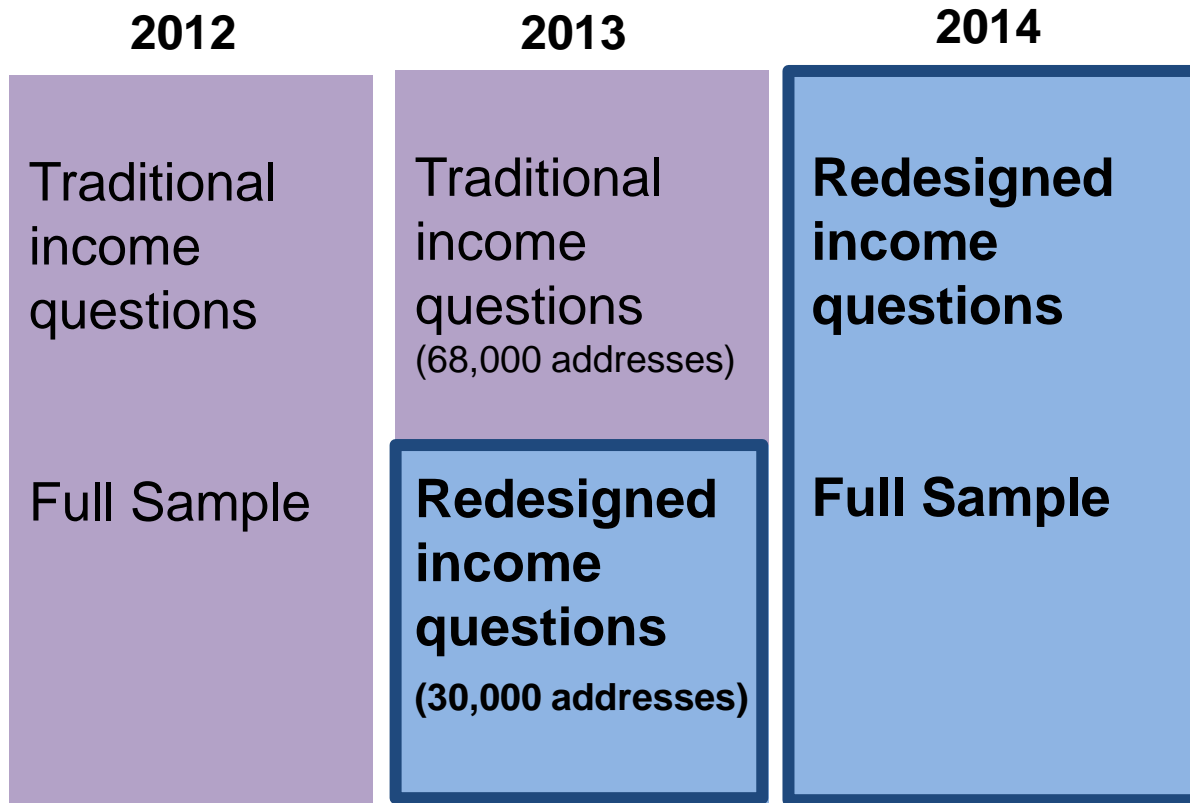 2012
Traditional
income
questions
Full Sample
2013
Traditional
income
questions
(68,000 addresses)
Redesigned
income
questions
(30,000 addresses)
2014
Redesigned
income
questions
Full Sample